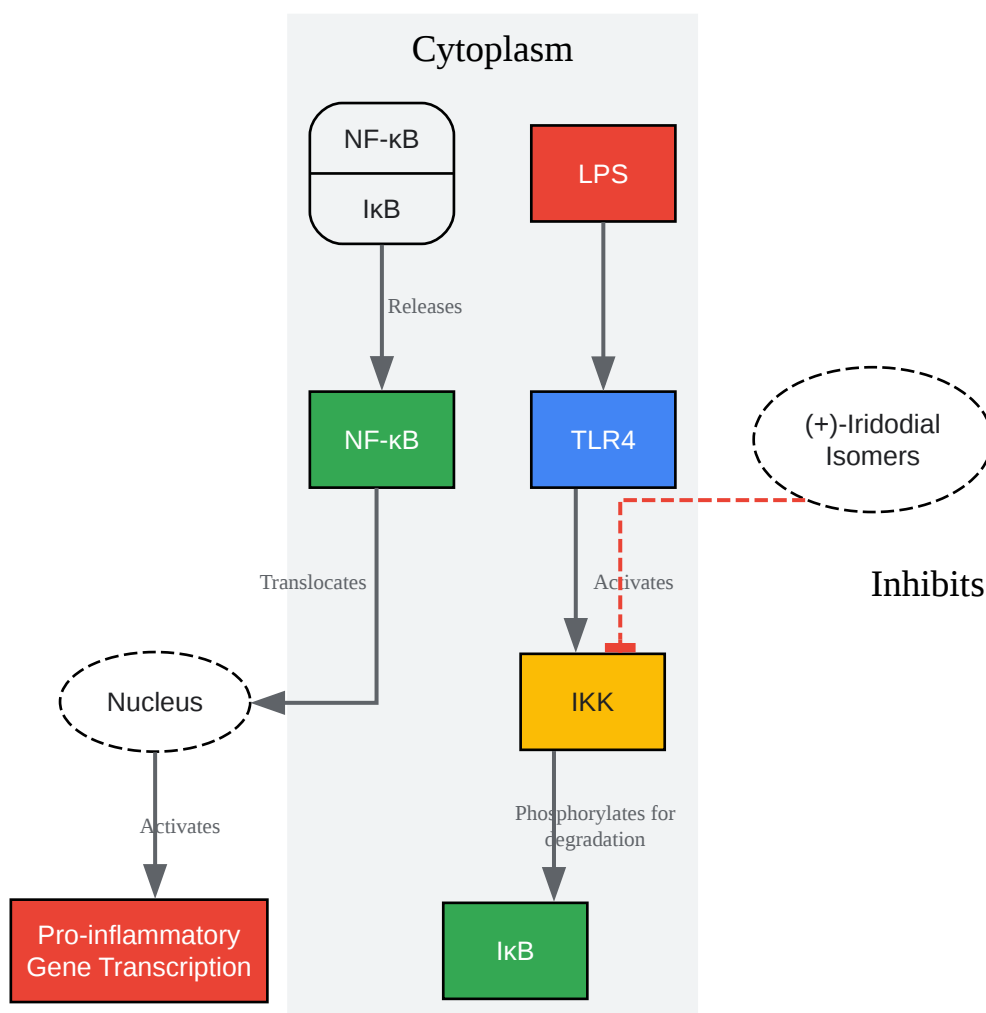 Cytoplasm
NF-κB
IκB
LPS
Releases
NF-κB
TLR4
(+)-Iridodial
Isomers
Translocates
Activates
Inhibits
Nucleus
IKK
Activates
Phosphorylates for
degradation
Pro-inflammatory
Gene Transcription
IκB